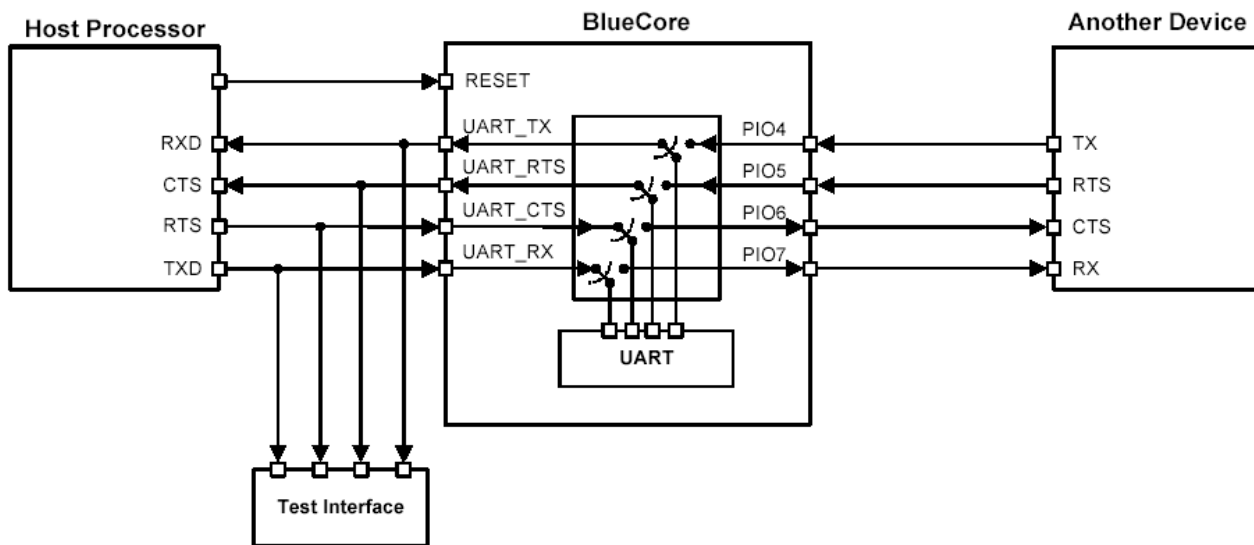 Host Processor
BlueCore
Another Device
RESET
RXD
UART_TX
PIO4
TX
CTS
UART_RTS
PIO5
RTS
RTS
UART_CTS
PIO6
CTS
TXD
UART_RX
PIO7
RX
UART
Test Interface